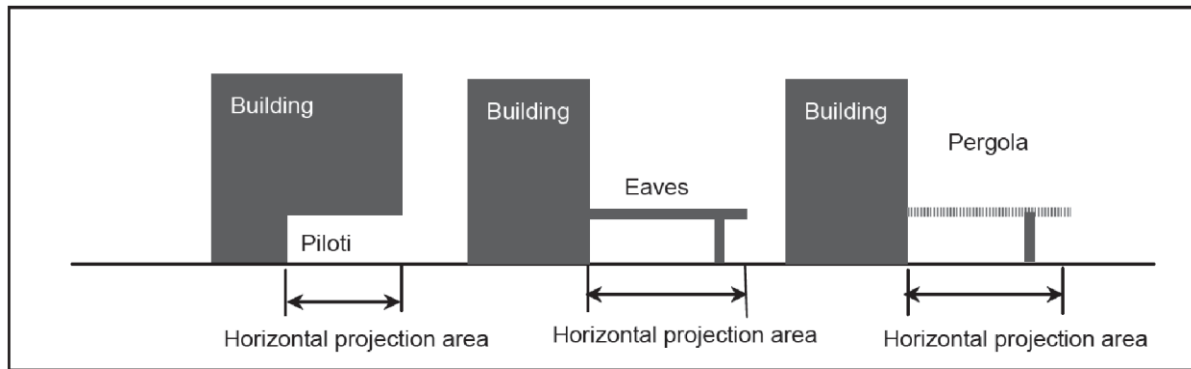 Building
Piloti
Horizontal projection area
Building
Eaves
Horizontal projection area
Building
Pergola
Horizontal projection area